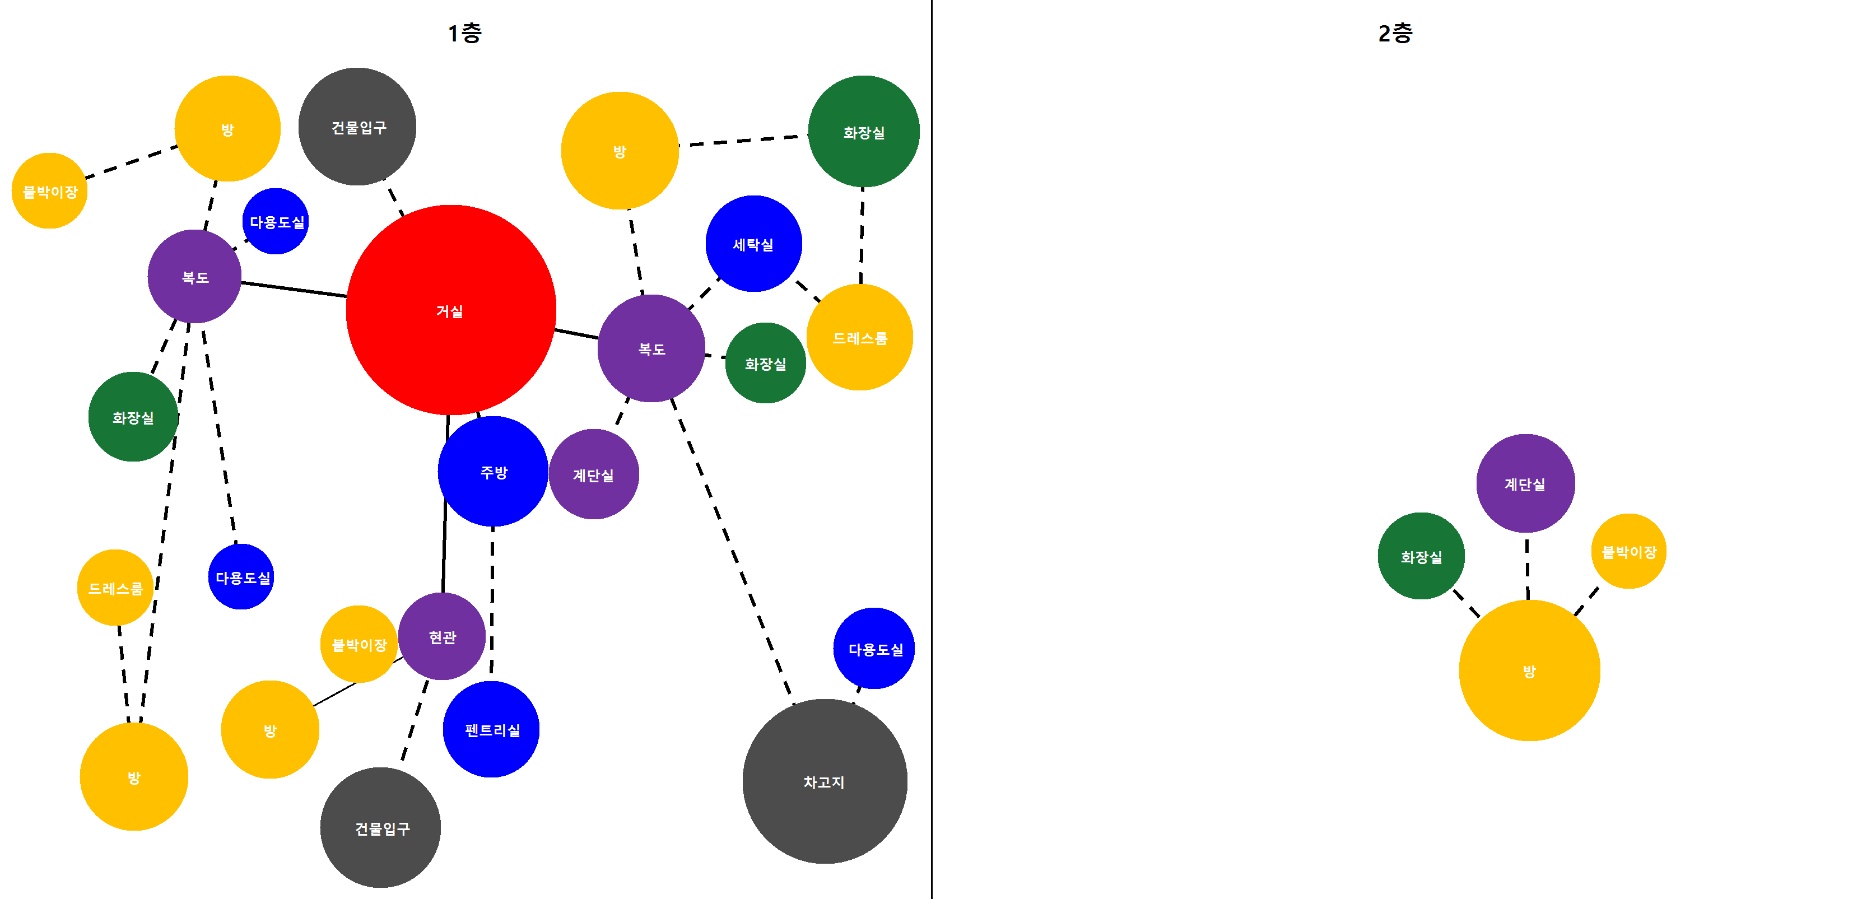 1층
2층
방
건물입구
화장실
방
붙박이장
다용도실
세탁실
복도
거실
드레스룸
복도
화장실
화장실
주방
계단실
드레스룸
다용도실
붙박이장
현관
다용도실
방
펜트리실
방
차고지
건물입구
계단실
화장실
붙박이장
방